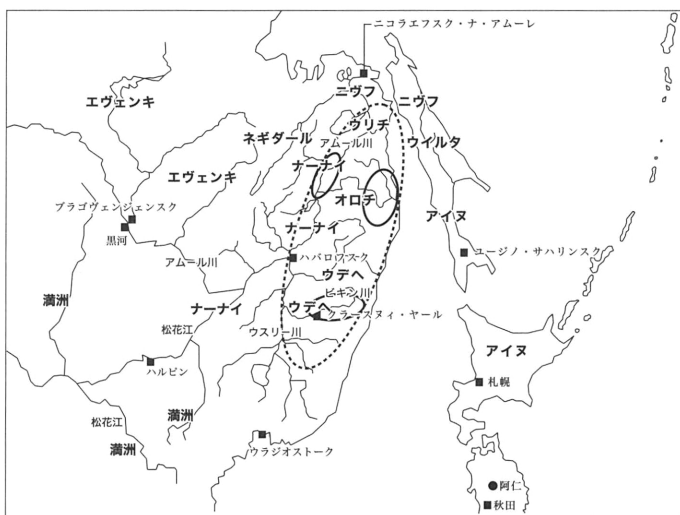 ニコラエフスク・ナ・アムーレ
ニヴフ
ニヴフ
エヴェンキ
ウリチ
ネギダール
アムール川
ウイルタ
ナーナイ
エヴェンキ
オロチ
ブラゴヴェンジェンスク
アイヌ
黒河
ナーナイ
ユージノ・サハリンスク
アムール川
ハバロフスク
ウデヘ
満洲
ビキン川
ナーナイ
ウデヘ
クラースヌィ・ヤール
松花江
ウスリー川
アイヌ
ハルビン
札幌
満洲
松花江
満洲
ウラジオストーク
阿仁
秋田